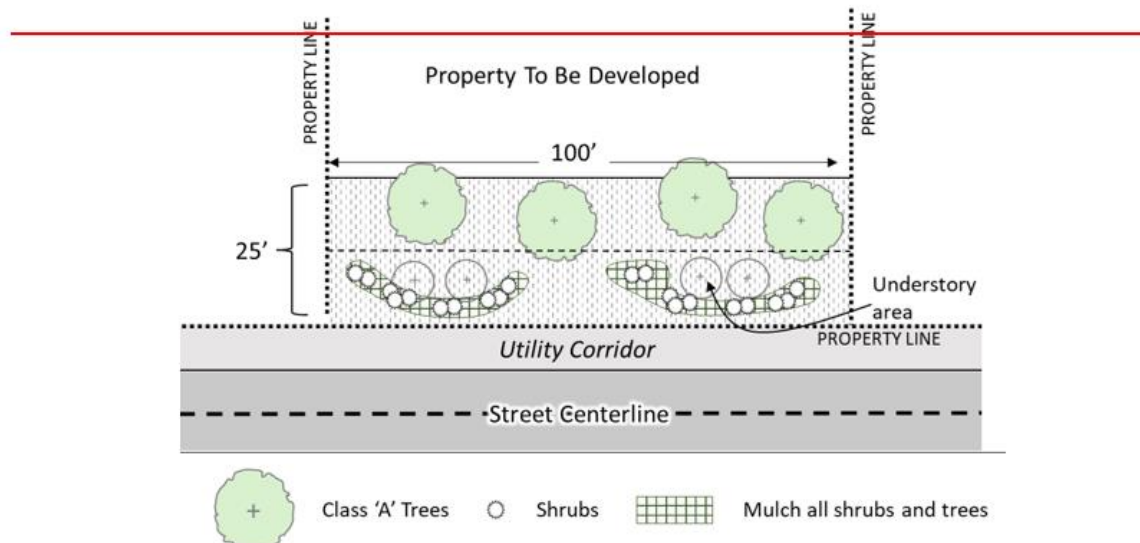 PROPERTY LINE
PROPERTY LINE
Property To Be Developed
100’
25’
Understory
area
PROPERTY LINE
Utility Corridor
Street Centerline
Class ‘A’ Trees
Shrubs
Mulch all shrubs and trees